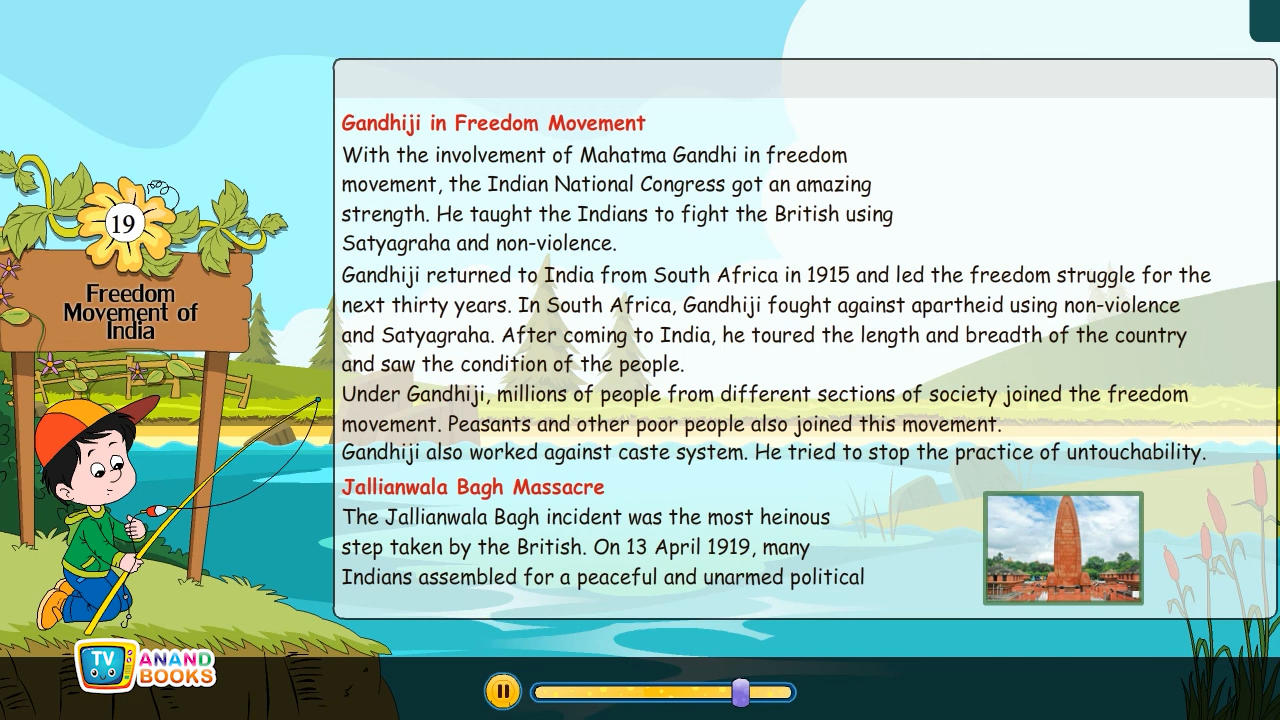 19
Freedom
Movement of
India
Gandhiji in Freedom Movement
With the involvement of Mahatma Gandhi in freedom
movement, the Indian National Congress got an amazing
strength. He taught the Indians to fight the British using
Satyagraha and non-violence.
Gandhiji returned to India from South Africa in 1915 and led the freedom struggle for the
next thirty years. In South Africa, Gandhiji fought against apartheid using non-violence
and Satyagraha. After coming to India, he toured the length and breadth of the country
and saw the condition of the people.
Under Gandhiji, millions of people from different sections of society joined the freedom
movement. Peasants and other poor people also joined this movement.
Gandhiji also worked against caste system. He tried to stop the practice of untouchability.
Jallianwala Bagh Massacre
The Jallianwala Bagh incident was the most heinous
step taken by the British. On 13 April 1919, many
Indians assembled for a peaceful and unarmed political
TV
ANAND
BOOKS